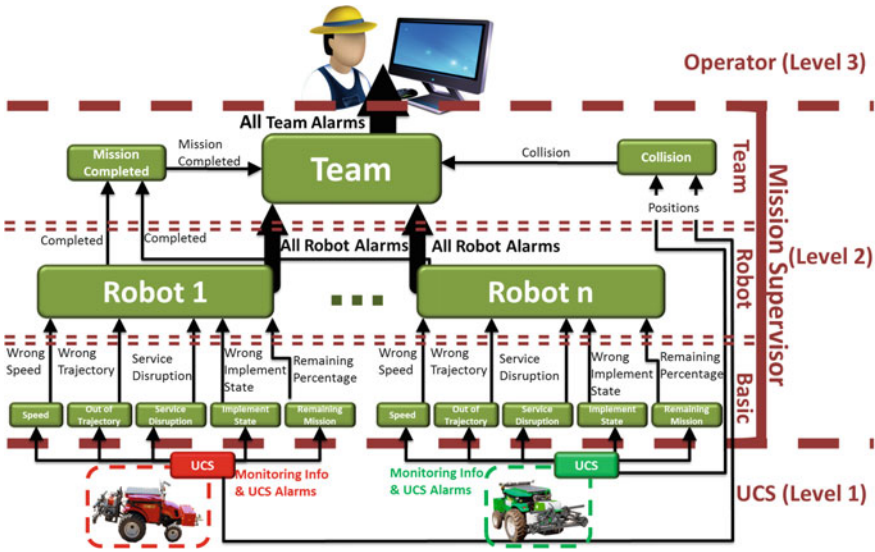 Operator (Level 3)
All Team Alarms
Mission
Completed
Mission
Completed
Team
Collision
Collision
Team
Positions
Completed
Completed
All Robot Alarms
All Robot Alarms
Robot 1
...
Robot n
Robot
Mission Supervisor
(Level 2)
Wrong
Speed
Wrong
Trajectory
Service
Disruption
Wrong
Implement
State
Remaining
Percentage
Wrong
Speed
Wrong
Trajectory
Service
Disruption
Wrong
Implement
State
Remaining
Percentage
Basic
Speed
Out of
Trajectory
Service
Disruption
Implement
State
Remaining
Mission
Speed
Out of
Trajectory
Service
Disruption
Implement
State
Remaining
Mission
UCS
Monitoring Info
& UCS Alarms
Monitoring Info
& UCS Alarms
UCS
UCS (Level 1)